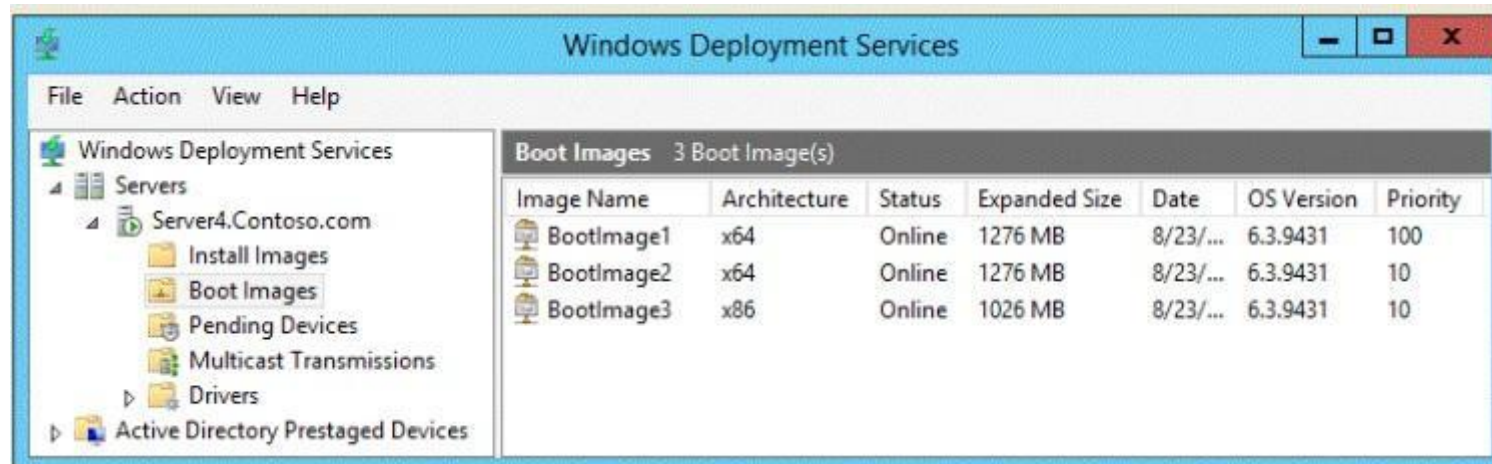 Windows Deployment Services
File Action View Help
Windows Deployment Services
Servers
Server4.Contoso.com
Install Images
Boot Images
Pending Devices
Multicast Transmissions
Drivers
Active Directory Prestaged Devices
Boot Images 3 Boot Image(s)
Image Name Architecture Status Expanded Size Date OS Version Priority
BootImage1 x64 Online 1276 MB 8/23/... 6.3.9431 100
BootImage2 x64 Online 1276 MB 8/23/... 6.3.9431 10
BootImage3 x86 Online 1026 MB 8/23/... 6.3.9431 10